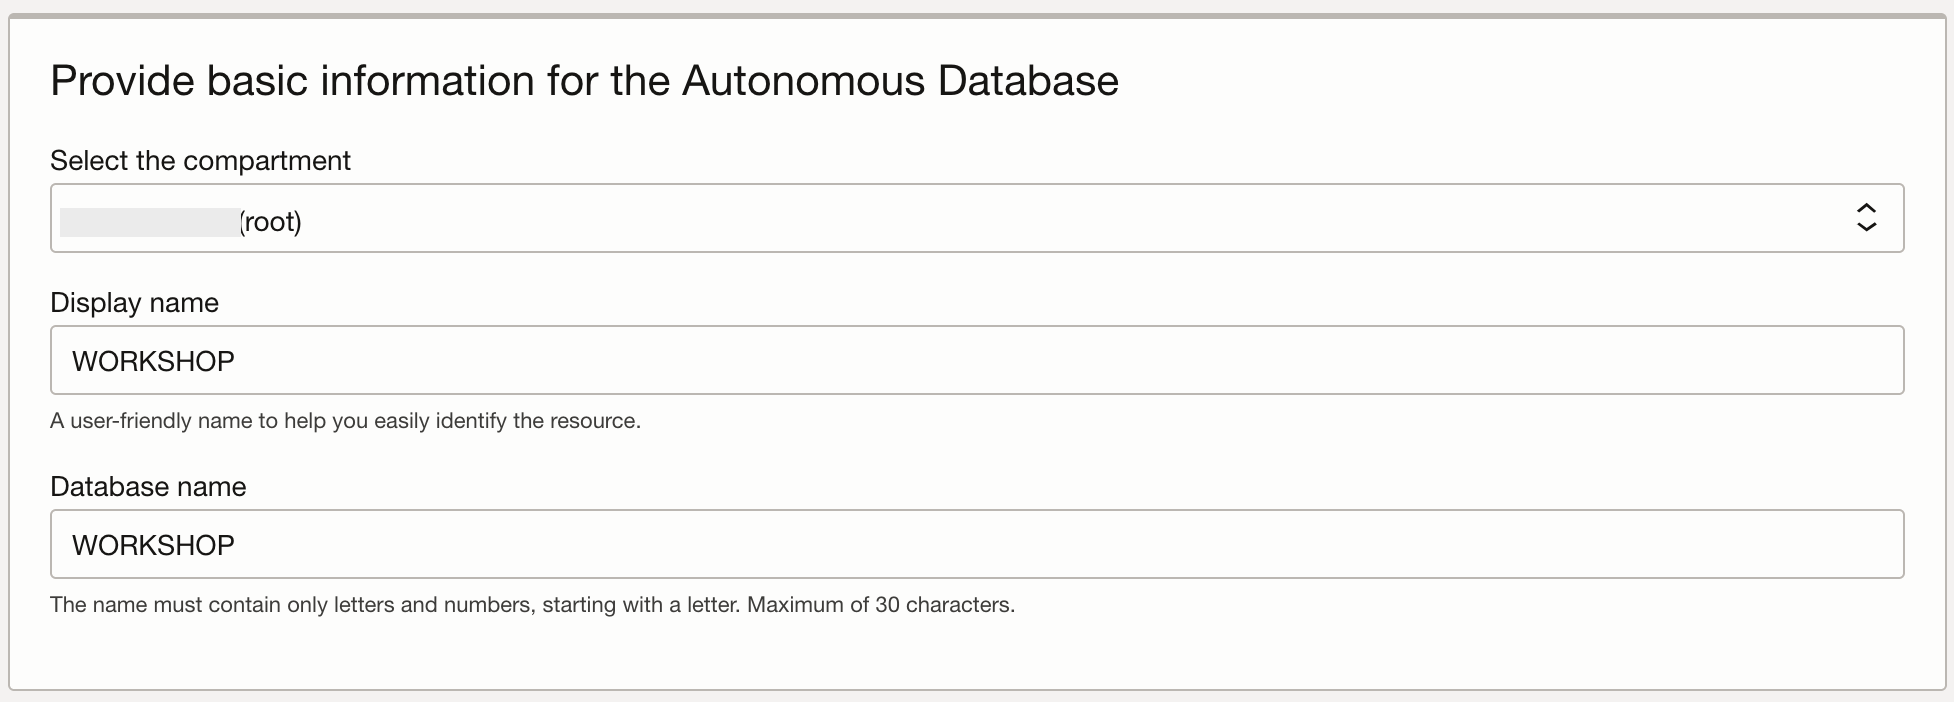 Provide basic information for the Autonomous Database
Select the compartment
(root)
Display name
WORKSHOP
A user-friendly name to help you easily identify the resource.
Database name
WORKSHOP
The name must contain only letters and numbers, starting with a letter. Maximum of 30 characters.